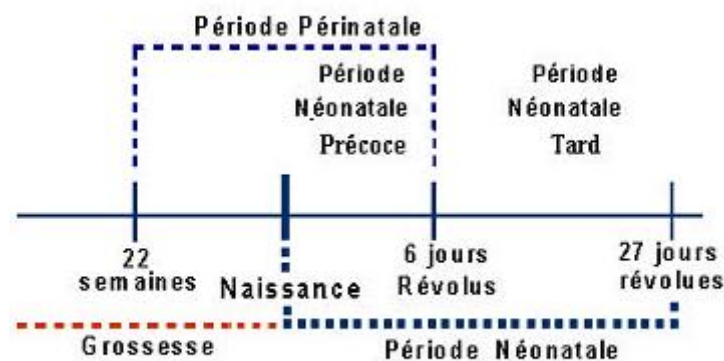 Période Périnatale
Période
Néonatale
Précoce
Période
Néonatale
Tard
22
semaines
Naissance
6 jours
Révolus
27 jours
révolues
Grossesse
Période Néonatale